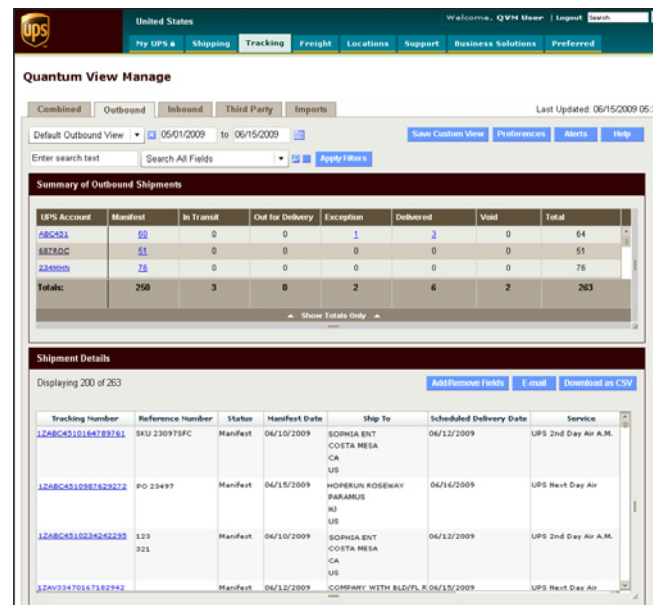 ups
United States
Welcome, QVM User | Logout Search
My UPS Shipping Tracking Freight Locations Support Business Solutions Preferred
Quantum View Manage
Combined Outbound Inbound Third Party Imports Last Updated: 06/15/2009 05:
Default Outbound View 05/01/2009 to 06/15/2009 Save Custom View Preferences Alerts Help
Enter search text Search All Fields Apply Filters
Summary of Outbound Shipments
UPS Account Manifest In Transit Out for Delivery Exception Delivered Void Total
ABC451 60 0 0 1 3 0 64
687ROC 51 0 0 0 0 0 51
234MHN 76 0 0 0 0 0 76
Totals: 250 3 0 2 6 2 263
Show Totals Only
Shipment Details
Displaying 200 of 263 Add/Remove Fields E-mail Download as CSV
Tracking Number Reference Number Status Manifest Date Ship To Scheduled Delivery Date Service
1ZABC4510164789761 SKU 23097SFC Manifest 06/10/2009 SOPHIA ENT 06/12/2009 UPS 2nd Day Air A.M.
COSTA MESA
CA
US
1ZABC4510987629272 PO 23497 Manifest 06/15/2009 HOPERUN ROSEWAY 06/16/2009 UPS Next Day Air
PARAMUS
NJ
US
1ZABC4510234242295 123 Manifest 06/10/2009 SOPHIA ENT 06/12/2009 UPS 2nd Day Air A.M.
321 COSTA MESA
CA
US
1ZAV33470167182942 Manifest 06/12/2009 COMPANY WITH BLD/FL R 06/15/2009 UPS Next Day Air